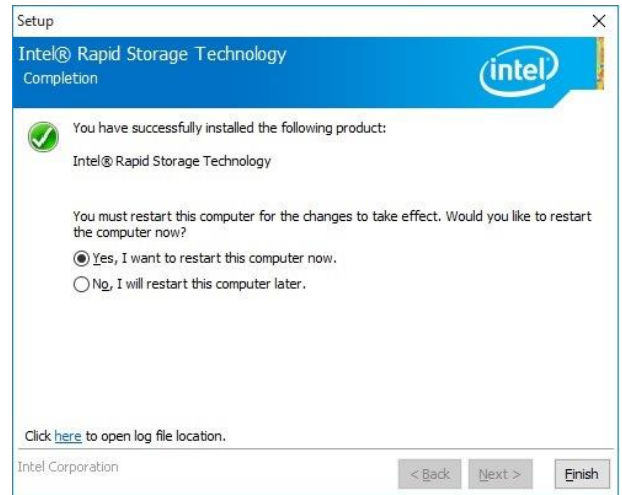 Setup
Intel® Rapid Storage Technology
Completion
intel
You have successfully installed the following product:
Intel® Rapid Storage Technology
You must restart this computer for the changes to take effect. Would you like to restart
the computer now?
Yes, I want to restart this computer now.
No, I will restart this computer later.
Click here to open log file location.
Intel Corporation
< Back
Next >
Finish